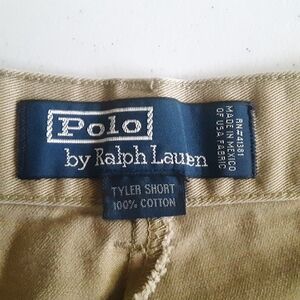 Polo
by Ralph Lauren
RN#41381
MADE IN MEXICO
OF USA FABRIC
TYLER SHORT
100% COTTON